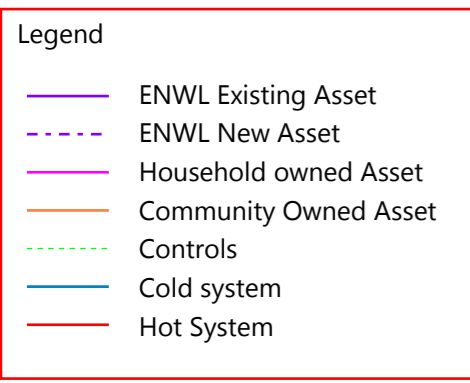 Legend
ENWL Existing Asset
ENWL New Asset
Household owned Asset
Community Owned Asset
Controls
Cold system
Hot System